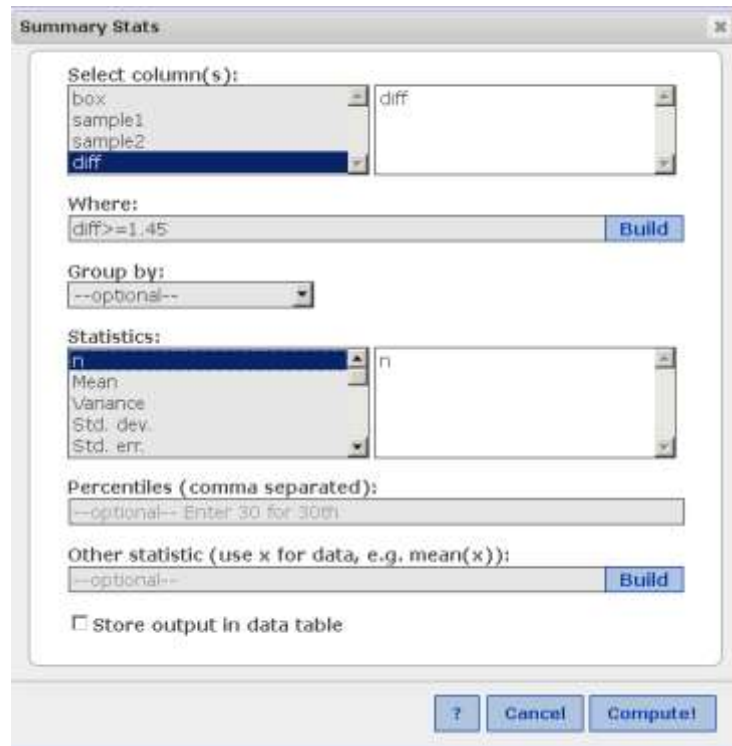 Summary Stats
Select column(s):
box
sample1
sample2
diff
diff
Where:
diff>=1.45
Build
Group by:
--optional--
Statistics:
n
Mean
Variance
Std. dev.
Std. err.
n
Percentiles (comma separated):
--optional-- Enter 30 for 30th
Other statistic (use x for data, e.g. mean(x)):
--optional--
Build
Store output in data table
? Cancel Compute!